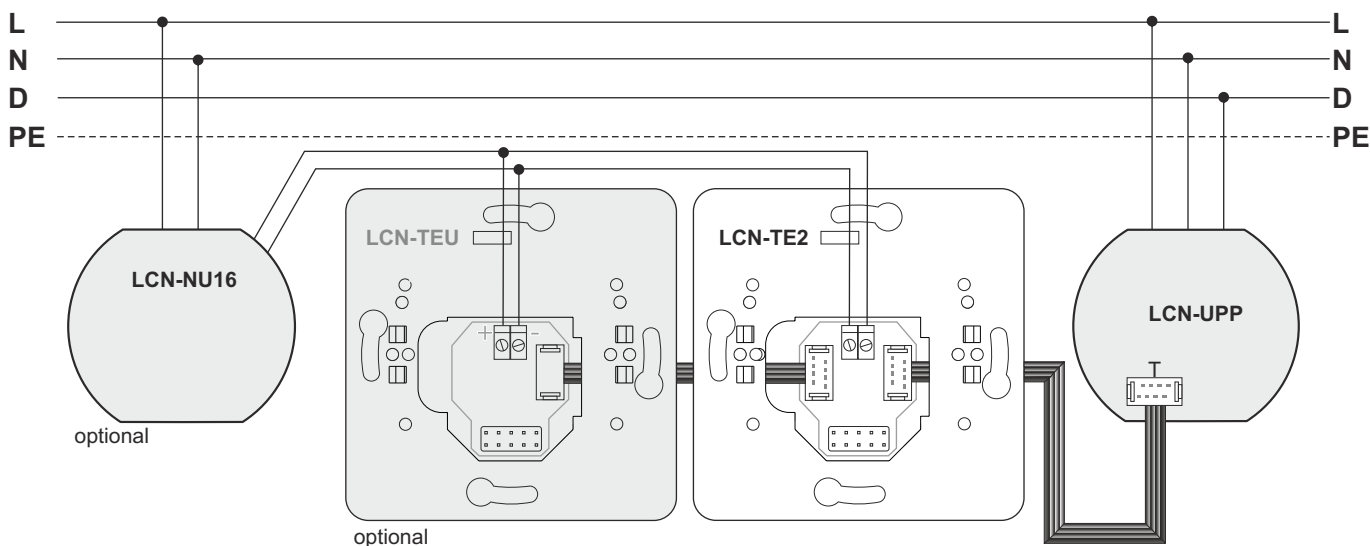 L L
N N
D D
PE PE
LCN-TEU LCN-TE2
LCN-NU16
LCN-UPP
+ -
T
optional
optional